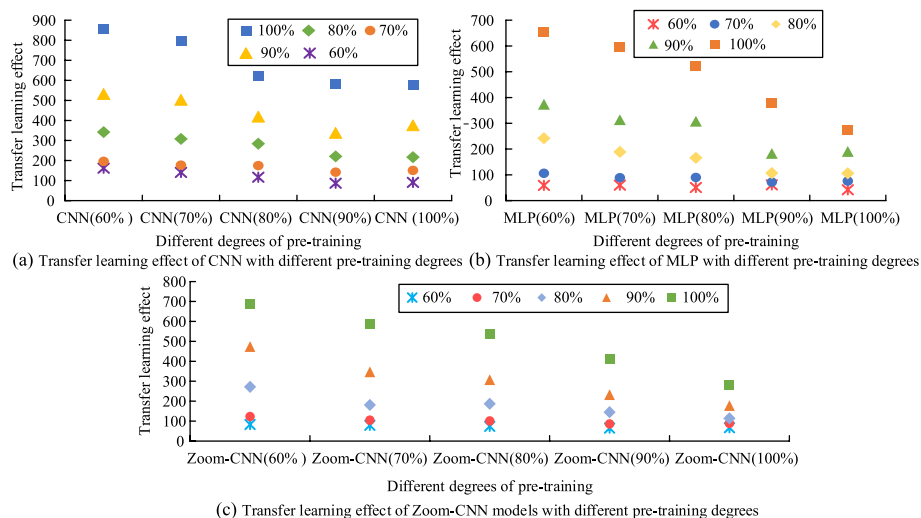 900
800
700
600
500
400
300
200
100
0
Transfer learning effect
100% 80% 70%
90% 60%
CNN(60%) CNN(70%) CNN(80%) CNN(90%) CNN (100%)
Different degrees of pre-training
(a) Transfer learning effect of CNN with different pre-training degrees
700
600
500
400
-300
200
100
0
Transfer learning effect
60% 70% 80%
90% 100%
MLP(60%) MLP(70%) MLP(80%) MLP(90%) MLP(100%)
Different degrees of pre-training
(b) Transfer learning effect of MLP with different pre-training degrees
800
700
600
500
400
300
200
100
0
Transfer learning effect
60% 70% 80% 90% 100%
Zoom-CNN(60% ) Zoom-CNN(70%) Zoom-CNN(80%) Zoom-CNN(90%) Zoom-CNN(100%)
Different degrees of pre-training
(c) Transfer learning effect of Zoom-CNN models with different pre-training degrees